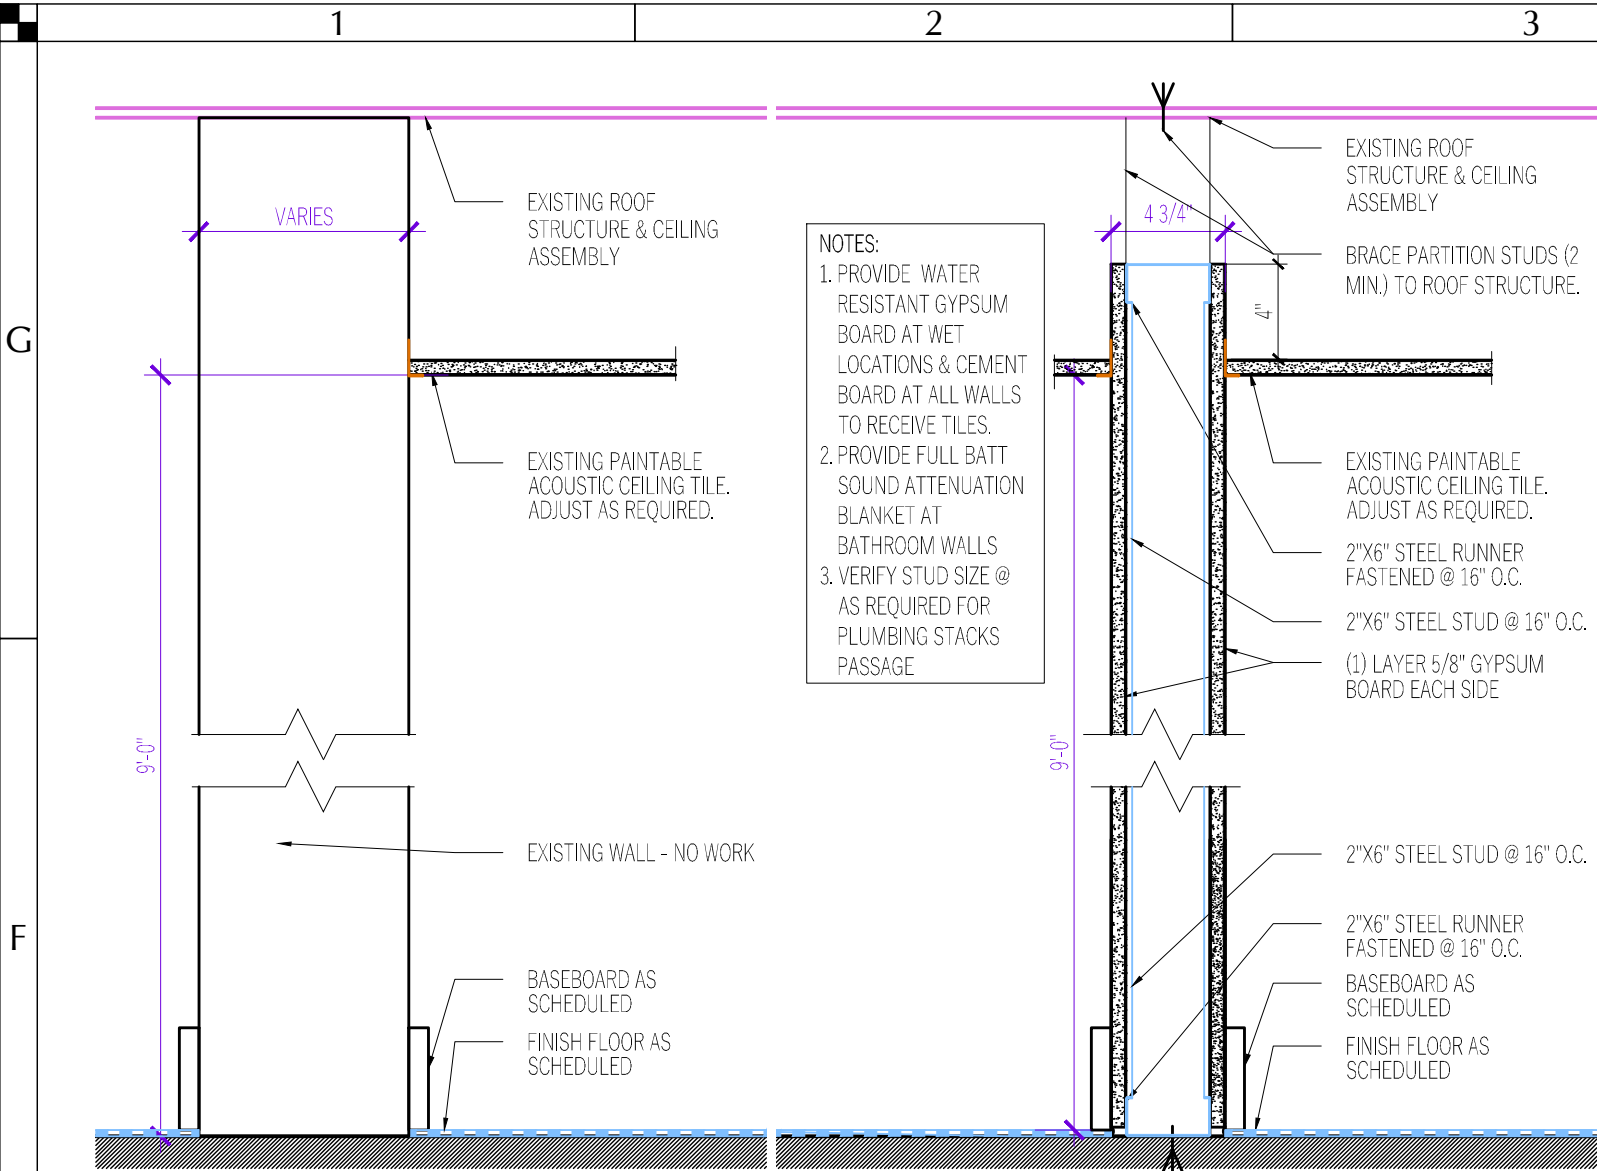 1
2
3
G
F
EXISTING ROOF
STRUCTURE & CEILING
ASSEMBLY
VARIES
EXISTING PAINTABLE
ACOUSTIC CEILING TILE.
ADJUST AS REQUIRED.
9'-0"
EXISTING WALL - NO WORK
BASEBOARD AS
SCHEDULED
FINISH FLOOR AS
SCHEDULED
NOTES:
1. PROVIDE WATER
RESISTANT GYPSUM
BOARD AT WET
LOCATIONS & CEMENT
BOARD AT ALL WALLS
TO RECEIVE TILES.
2. PROVIDE FULL BATT
SOUND ATTENUATION
BLANKET AT
BATHROOM WALLS
3. VERIFY STUD SIZE @
AS REQUIRED FOR
PLUMBING STACKS
PASSAGE
4 3/4"
4"
9'-0"
EXISTING ROOF
STRUCTURE & CEILING
ASSEMBLY
BRACE PARTITION STUDS (2
MIN.) TO ROOF STRUCTURE.
EXISTING PAINTABLE
ACOUSTIC CEILING TILE.
ADJUST AS REQUIRED.
2"X6" STEEL RUNNER
FASTENED @ 16" O.C.
2"X6" STEEL STUD @ 16" O.C.
(1) LAYER 5/8" GYPSUM
BOARD EACH SIDE
2"X6" STEEL STUD @ 16" O.C.
2"X6" STEEL RUNNER
FASTENED @ 16" O.C.
BASEBOARD AS
SCHEDULED
FINISH FLOOR AS
SCHEDULED